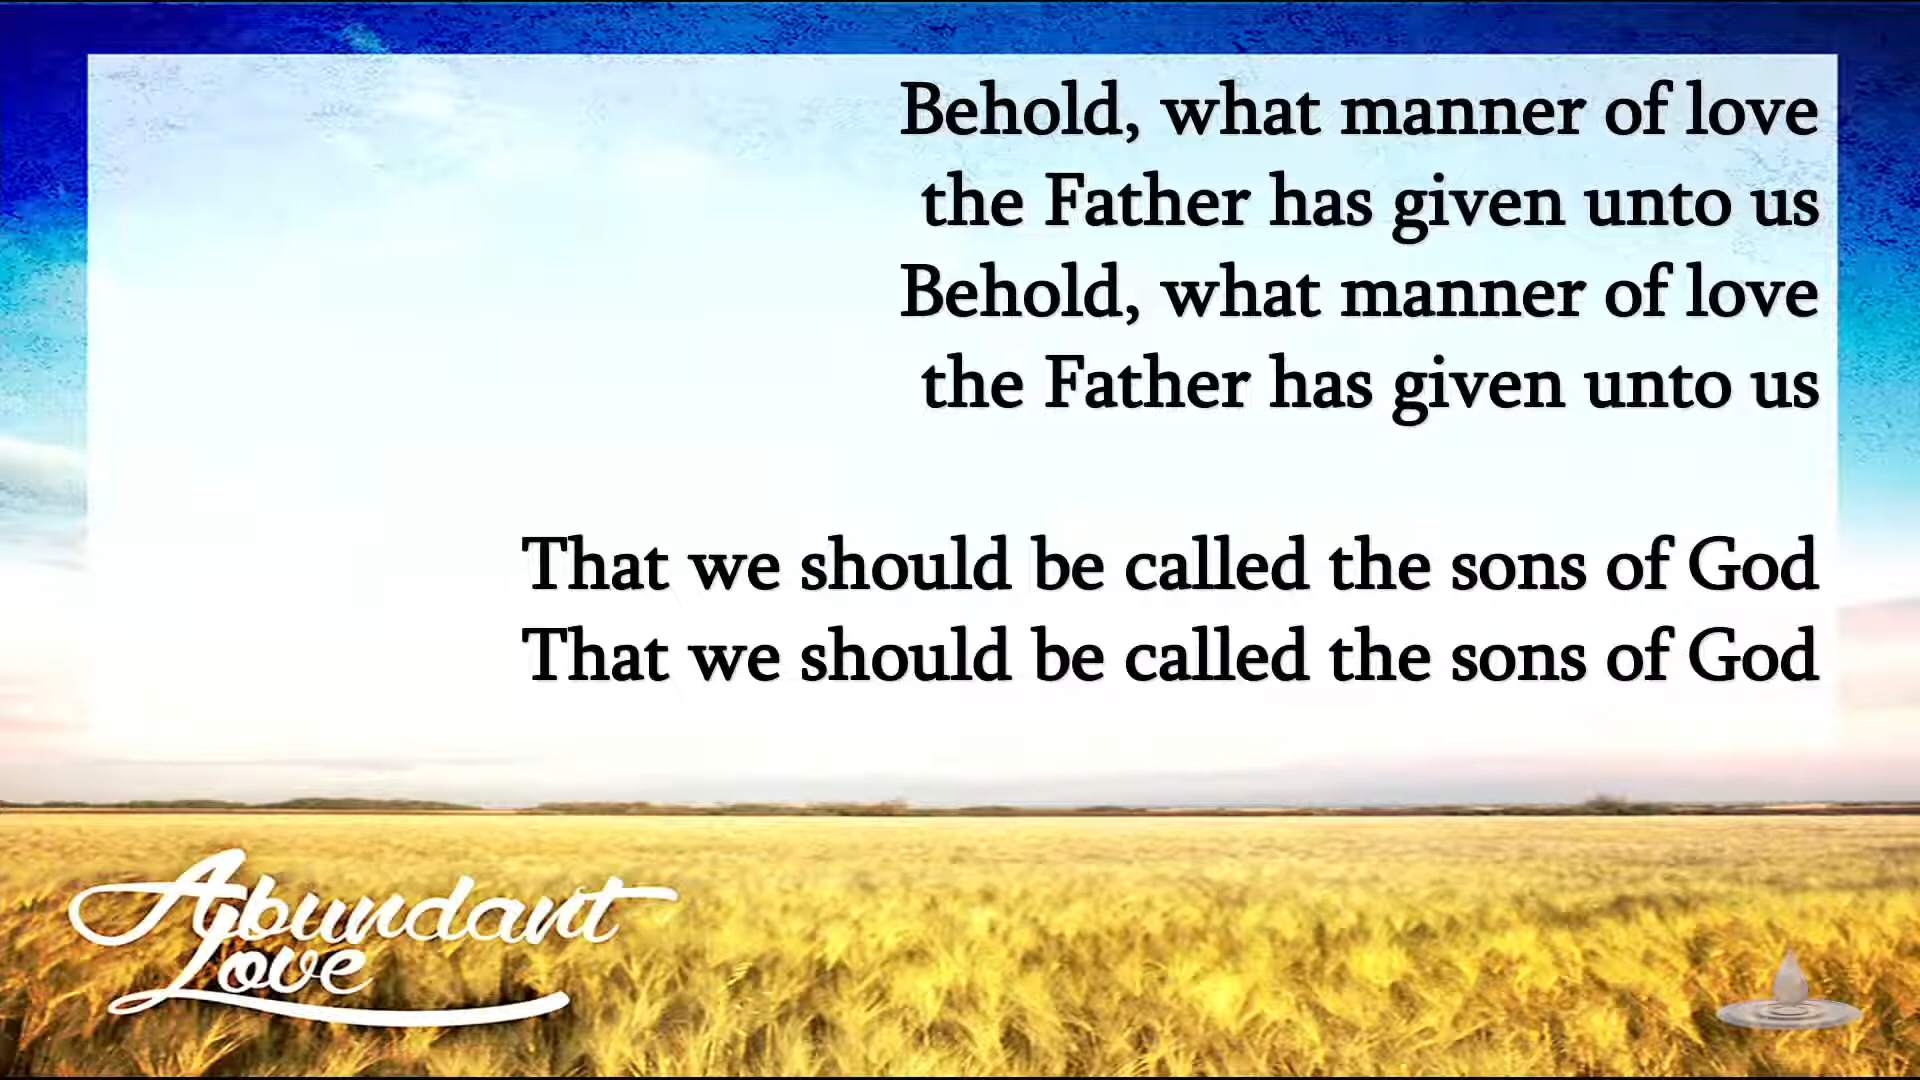 Behold, what manner of love
the Father has given unto us
Behold, what manner of love
the Father has given unto us
That we should be called the sons of God
That we should be called the sons of God
Abundant
Love